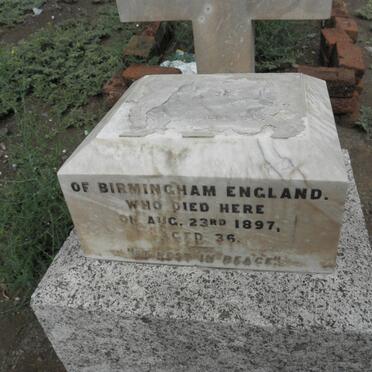 OF BIRMINGHAM ENGLAND.
WHO DIED HERE
ON AUG. 23RD 1897,
AGED 36.
REST IN PEACE"